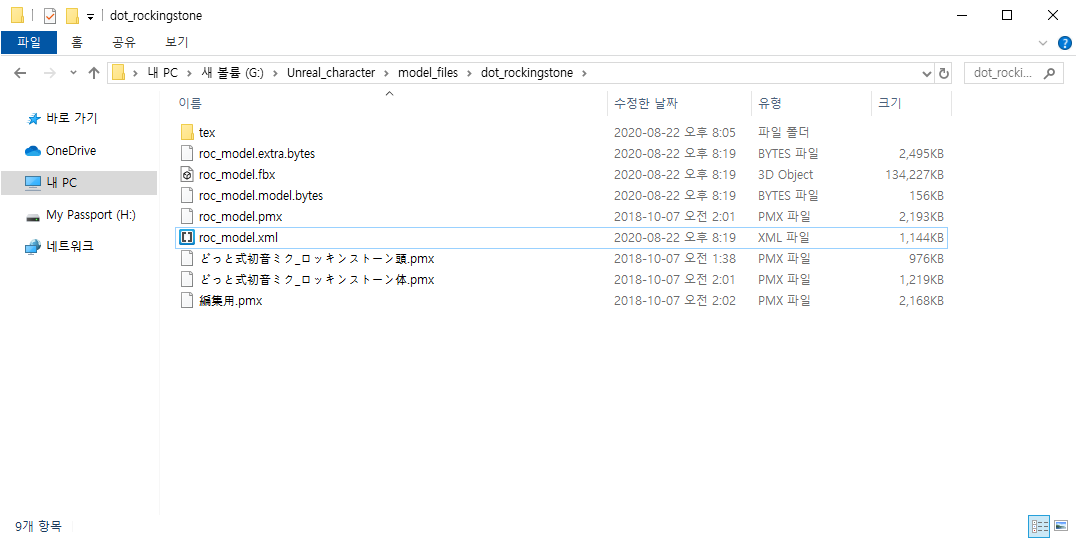 dot_rockingstone
파일 홈 공유 보기
내 PC 새 볼륨 (G:) Unreal_character model_files dot_rockingstone dot_rocki...
이름 수정한 날짜 유형 크기
바로 가기
OneDrive
내 PC
My Passport (H:)
네트워크
tex 2020-08-22 오후 8:05 파일 폴더
roc_model.extra.bytes 2020-08-22 오후 8:19 BYTES 파일 2,495KB
roc_model.fbx 2020-08-22 오후 8:19 3D Object 134,227KB
roc_model.model.bytes 2020-08-22 오후 8:19 BYTES 파일 156KB
roc_model.pmx 2018-10-07 오전 2:01 PMX 파일 2,193KB
roc_model.xml 2020-08-22 오후 8:19 XML 파일 1,144KB
どっと式初音ミク_ロッキンストーン頭.pmx 2018-10-07 오전 1:38 PMX 파일 976KB
どっと式初音ミク_ロッキンストーン体.pmx 2018-10-07 오전 2:01 PMX 파일 1,219KB
編集用.pmx 2018-10-07 오전 2:02 PMX 파일 2,168KB
9개 항목